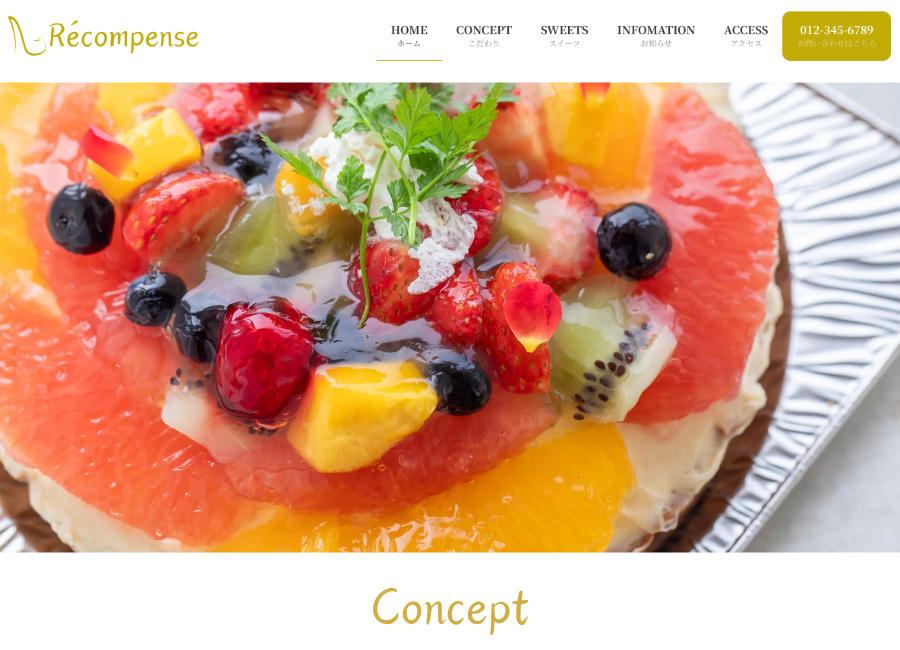 Récompense
HOME
ホーム
CONCEPT
こだわり
SWEETS
スイーツ
INFOMATION
お知らせ
ACCESS
アクセス
012-345-6789
お問い合わせはこちら
Concept